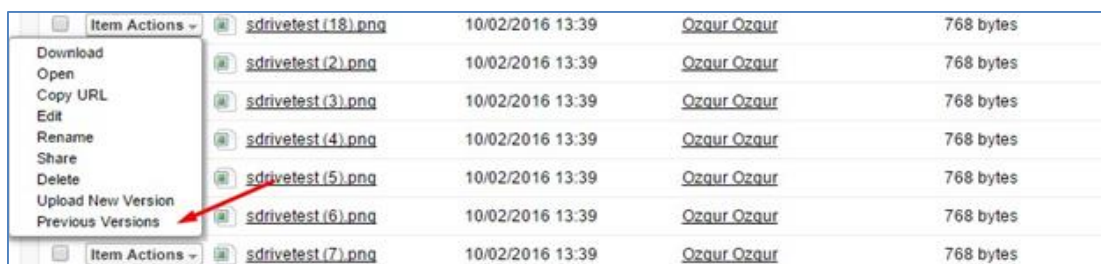 Item Actions sdrivetest (18).png 10/02/2016 13:39 Ozgur Ozgur 768 bytes
Download
Open
Copy URL
Edit
Rename
Share
Delete
Upload New Version
Previous Versions
sdrivetest (2).png 10/02/2016 13:39 Ozgur Ozgur 768 bytes
sdrivetest (3).png 10/02/2016 13:39 Ozgur Ozgur 768 bytes
sdrivetest (4).png 10/02/2016 13:39 Ozgur Ozgur 768 bytes
sdrivetest (5).png 10/02/2016 13:39 Ozgur Ozgur 768 bytes
sdrivetest (6).png 10/02/2016 13:39 Ozgur Ozgur 768 bytes
Item Actions sdrivetest (7).png 10/02/2016 13:39 Ozgur Ozgur 768 bytes